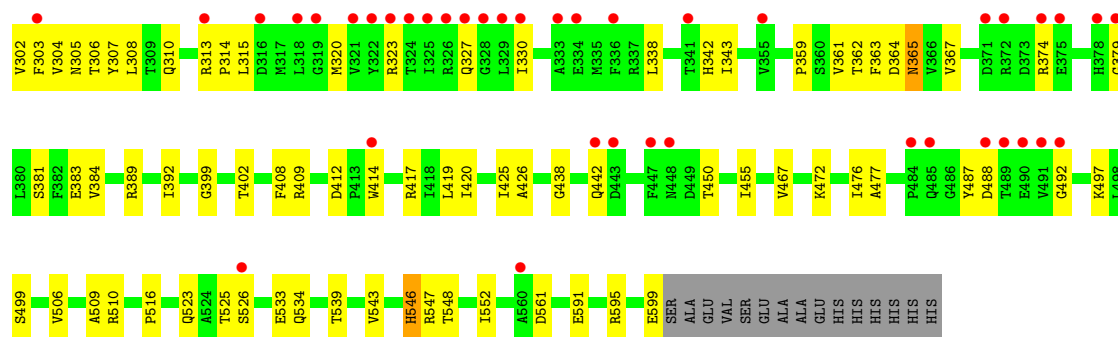 V302 F303 V304 N305 T306 Y307 L308 T309 Q310 R313 P314 L315 D316 M317 L318 G319 M320 V321 Y322 R323 T324 I325 R326 Q327 G328 L329 I330 A333 E334 M335 F336 R337 L338 T341 H342 I343 V355 P359 S360 V361 T362 F363 D364 N365 V366 V367 D371 R372 D373 R374 E375 H378 G379
L380 S381 F382 E383 V384 R389 I392 G399 T402 F408 R409 D412 P413 W414 R417 I418 L419 I420 I425 A426 G438 Q442 D443 F447 N448 D449 T450 I455 V467 K472 I476 A477 P484 Q485 G486 Y487 D488 T489 E490 V491 G492 K497 L498
S499 V506 A509 R510 P516 Q523 A524 T525 S526 E533 Q534 T539 V543 H546 R547 T548 I552 A560 D561 E591 R595 E599 SER ALA GLU VAL SER GLU ALA ALA GLU HIS HIS HIS HIS HIS HIS